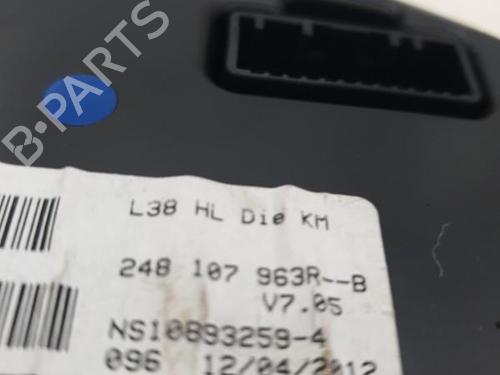 B-PARTS
L38 HL Die KM
248 107 963R--B
V7.05
NS10893259-4
096 12/04/2012